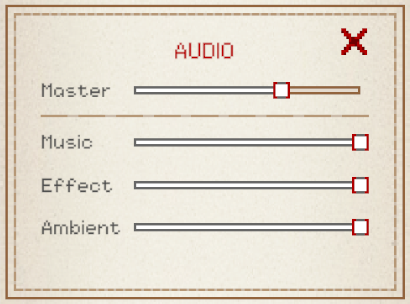 AUDIO
Master
Music
Effect
Ambient